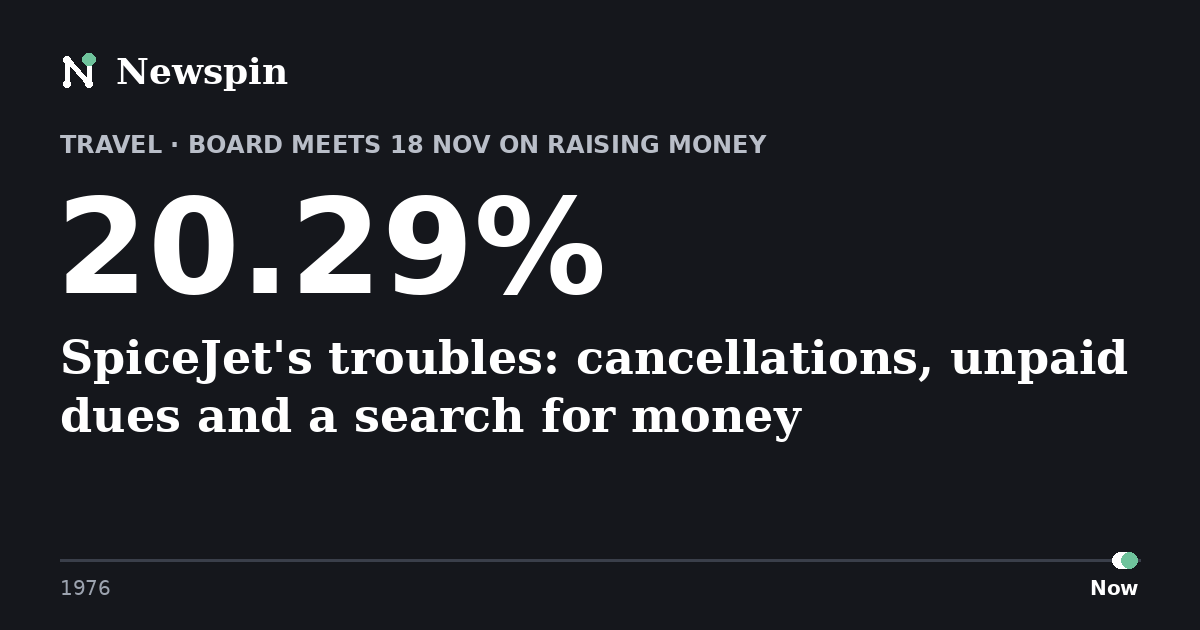 Newspin
TRAVEL · BOARD MEETS 18 NOV ON RAISING MONEY
20.29%
SpiceJet's troubles: cancellations, unpaid
dues and a search for money
1976
Now